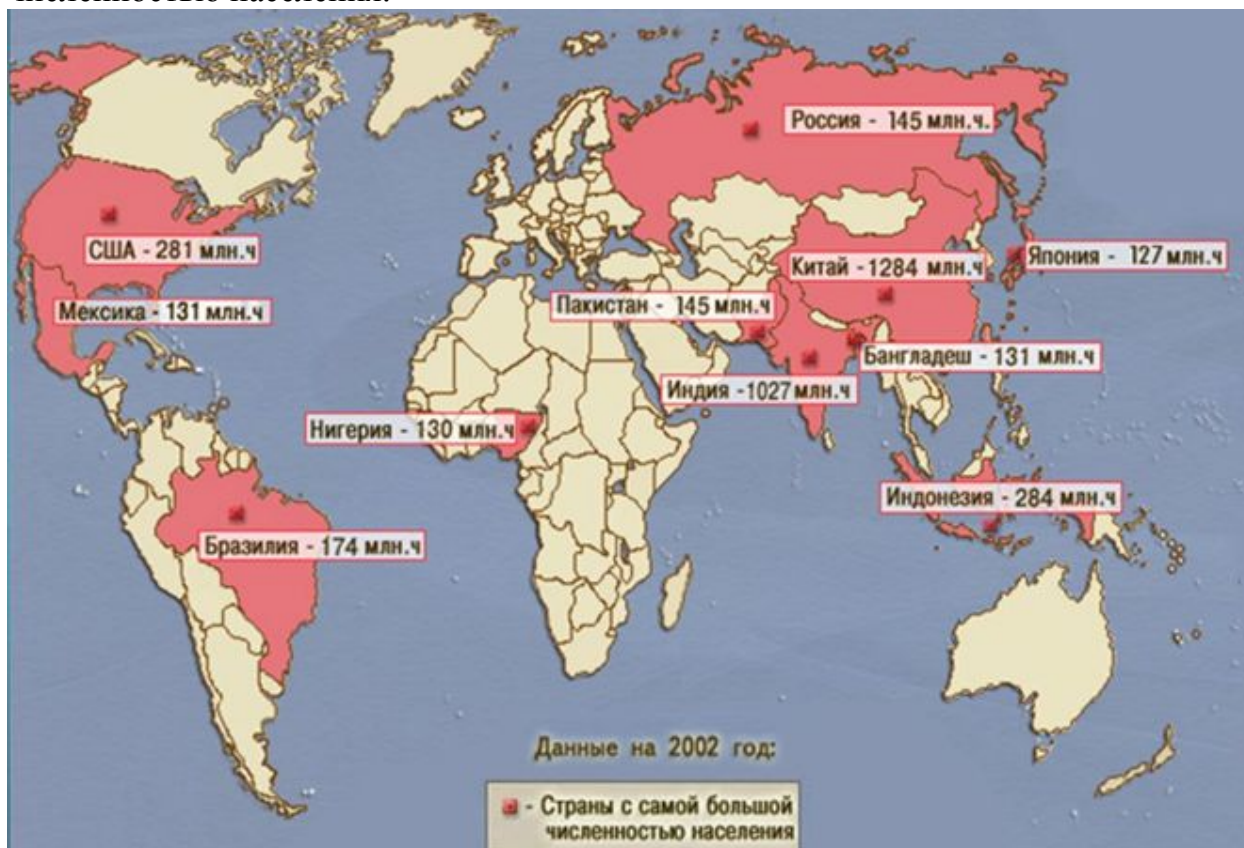 численностью населения.
Россия - 145 млн.ч.
США - 281 млн.ч
Китай -1284 млн.ч
Япония - 127 млн.ч
Мексика - 131 млн.ч
Пакистан - 145 млн.ч
Бангладеш - 131 млн.ч
Индия -1027 млн.ч
Нигерия - 130 млн.ч
Индонезия - 284 млн.ч
Бразилия - 174 млн.ч
Данные на 2002 год:
- Страны с самой большой
численностью населения